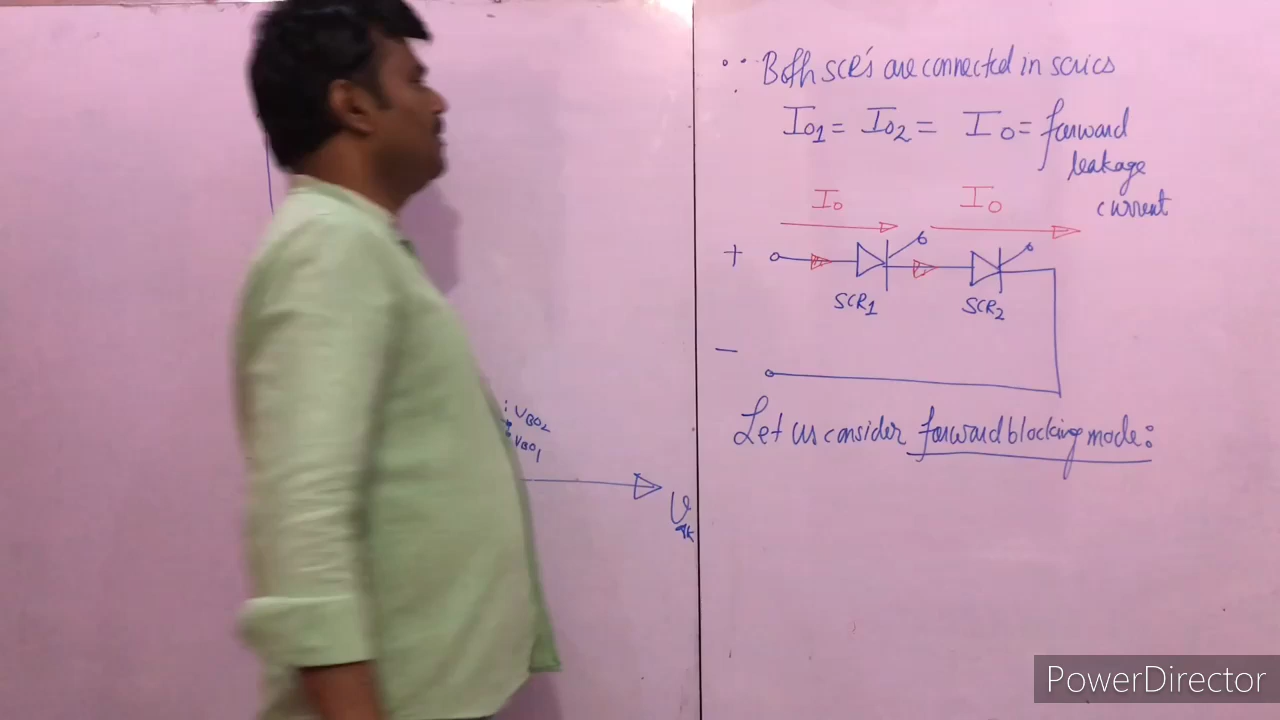 ∵ Both SCR's are connected in series
I01 = I02 = I0 = forward
leakage
current
I0 I0
+
SCR1 SCR2
-
Let us consider forward blocking mode:
VBO2
VBO1
VAK
PowerDirector